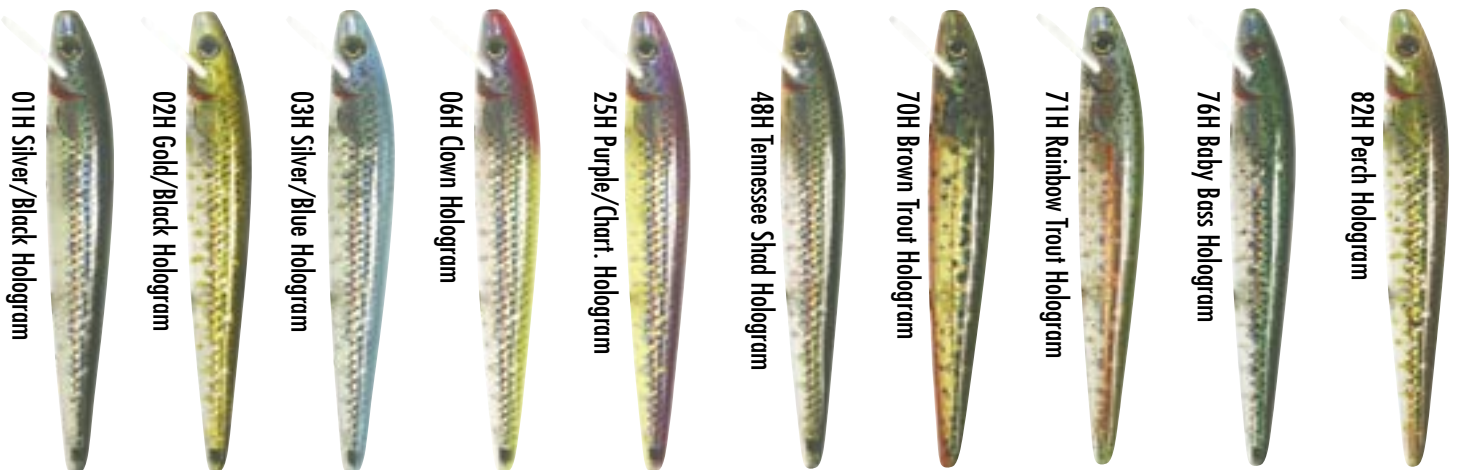 01H Silver/Black Hologram
02H Gold/Black Hologram
03H Silver/Blue Hologram
06H Clown Hologram
25H Purple/Chart. Hologram
48H Tennessee Shad Hologram
70H Brown Trout Hologram
71H Rainbow Trout Hologram
76H Baby Bass Hologram
82H Perch Hologram